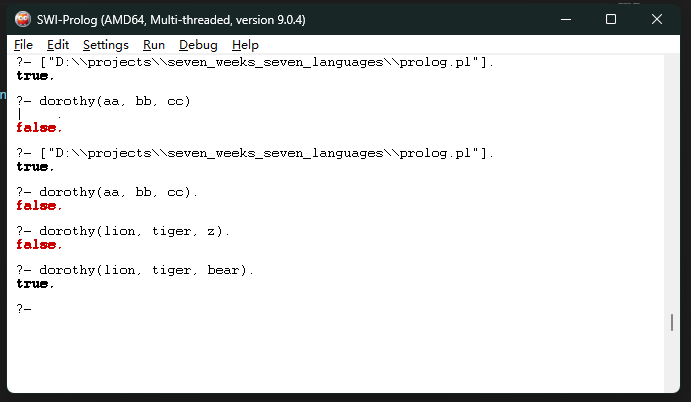 SWI-Prolog (AMD64, Multi-threaded, version 9.0.4)
File Edit Settings Run Debug Help
?- ["D:\\projects\\seven_weeks_seven_languages\\prolog.pl"].
true.
?- dorothy(aa, bb, cc)
|    .
false.
?- ["D:\\projects\\seven_weeks_seven_languages\\prolog.pl"].
true.
?- dorothy(aa, bb, cc).
false.
?- dorothy(lion, tiger, z).
false.
?- dorothy(lion, tiger, bear).
true.
?-